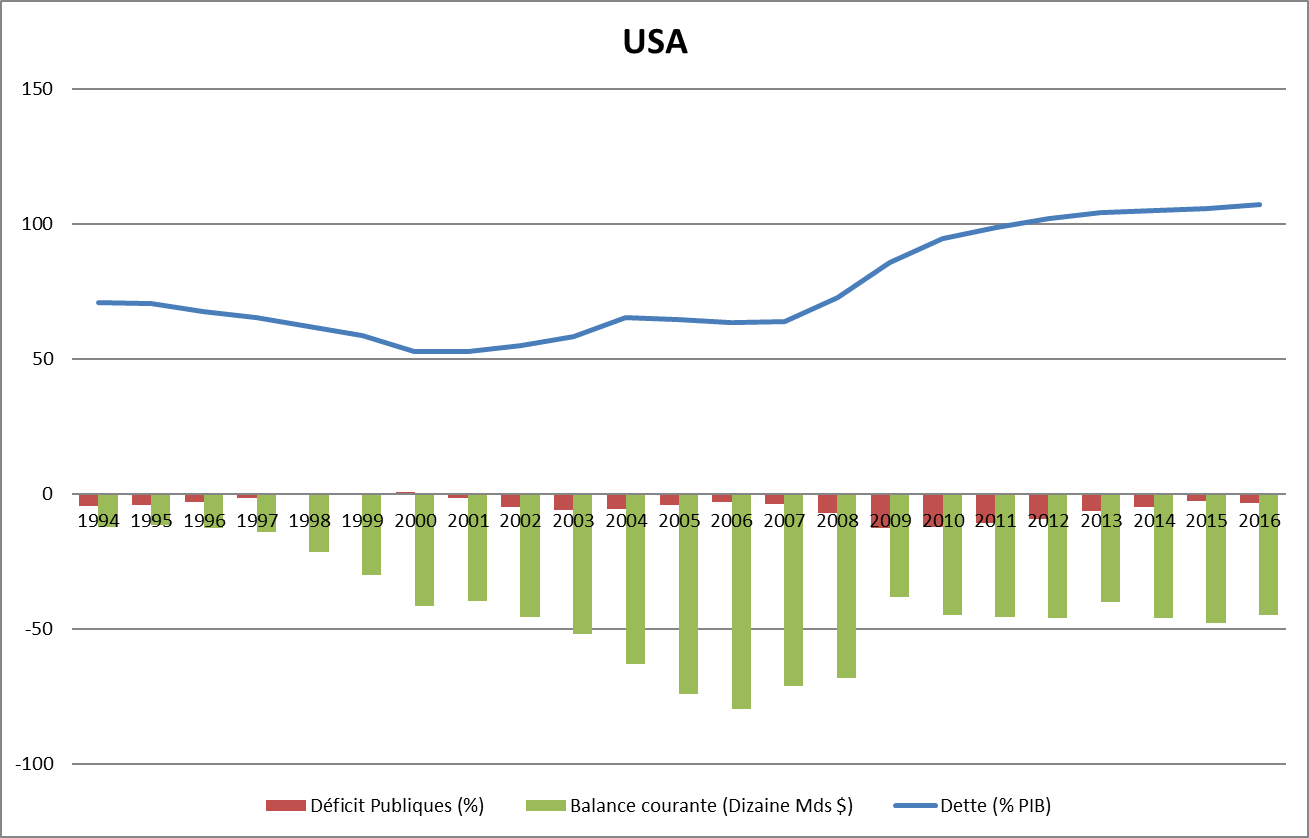 USA
150
100
50
0
1994 1995 1996 1997 1998 1999 2000 2001 2002 2003 2004 2005 2006 2007 2008 2009 2010 2011 2012 2013 2014 2015 2016
-50
-100
Déficit Publiques (%) Balance courante (Dizaine Mds $) Dette (% PIB)